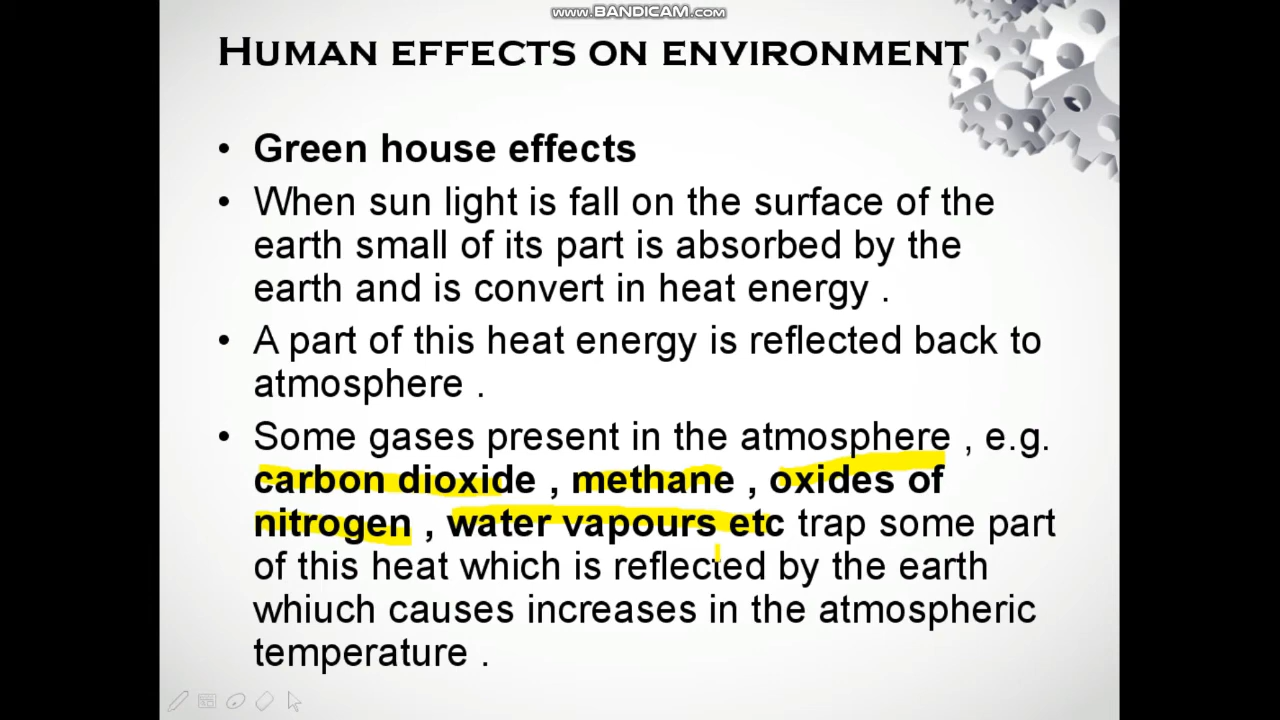 www.BANDICAM.com
HUMAN EFFECTS ON ENVIRONMENT
• Green house effects
• When sun light is fall on the surface of the
earth small of its part is absorbed by the
earth and is convert in heat energy .
• A part of this heat energy is reflected back to
atmosphere .
• Some gases present in the atmosphere , e.g.
carbon dioxide , methane , oxides of
nitrogen , water vapours etc trap some part
of this heat which is reflected by the earth
whiuch causes increases in the atmospheric
temperature .